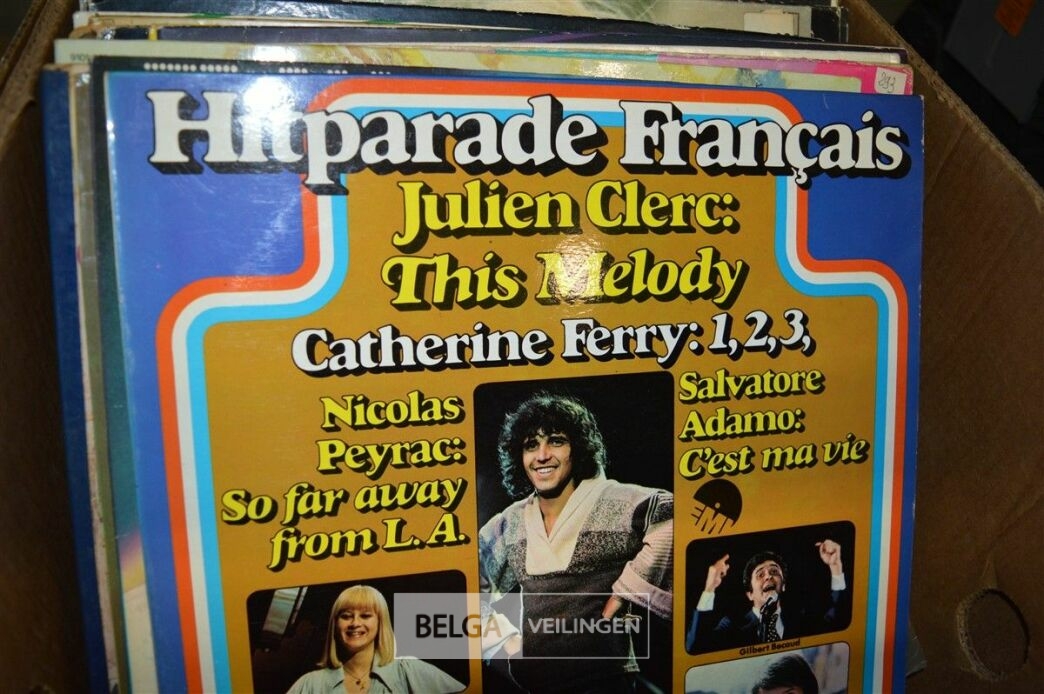 293
Hitparade Français
Julien Clerc:
This Melody
Catherine Ferry: 1,2,3,
Nicolas
Peyrac:
So far away
from L.A.
Salvatore
Adamo:
C'est ma vie
EMI
Gilbert Becaud
BELGA VEILINGEN